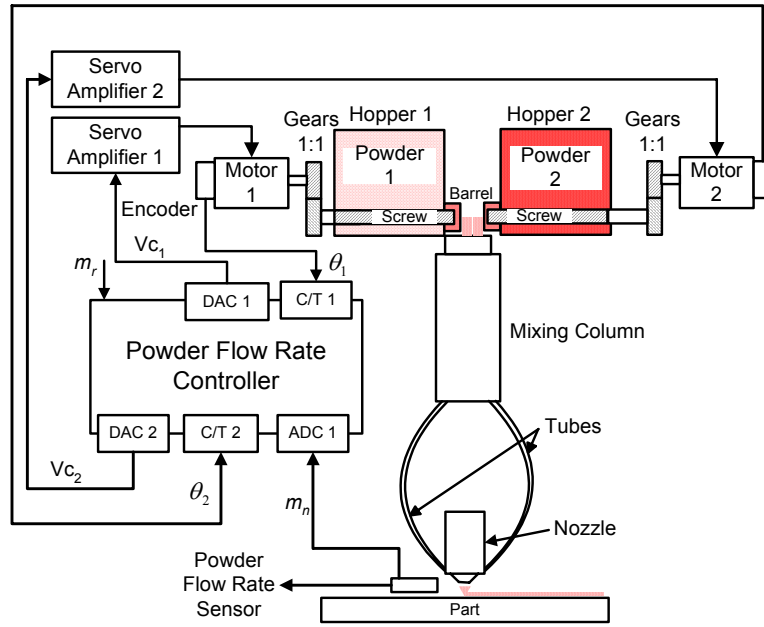 Servo
Amplifier 2
Servo
Amplifier 1
Gears
1:1
Hopper 1
Powder
1
Hopper 2
Powder
2
Gears
1:1
Motor
1
Motor
2
Barrel
Screw
Screw
Encoder
Vc1
mr
θ1
DAC 1
C/T 1
Powder Flow Rate
Controller
Mixing Column
DAC 2
C/T 2
ADC 1
Vc2
θ2
mn
Tubes
Nozzle
Powder
Flow Rate
Sensor
Part